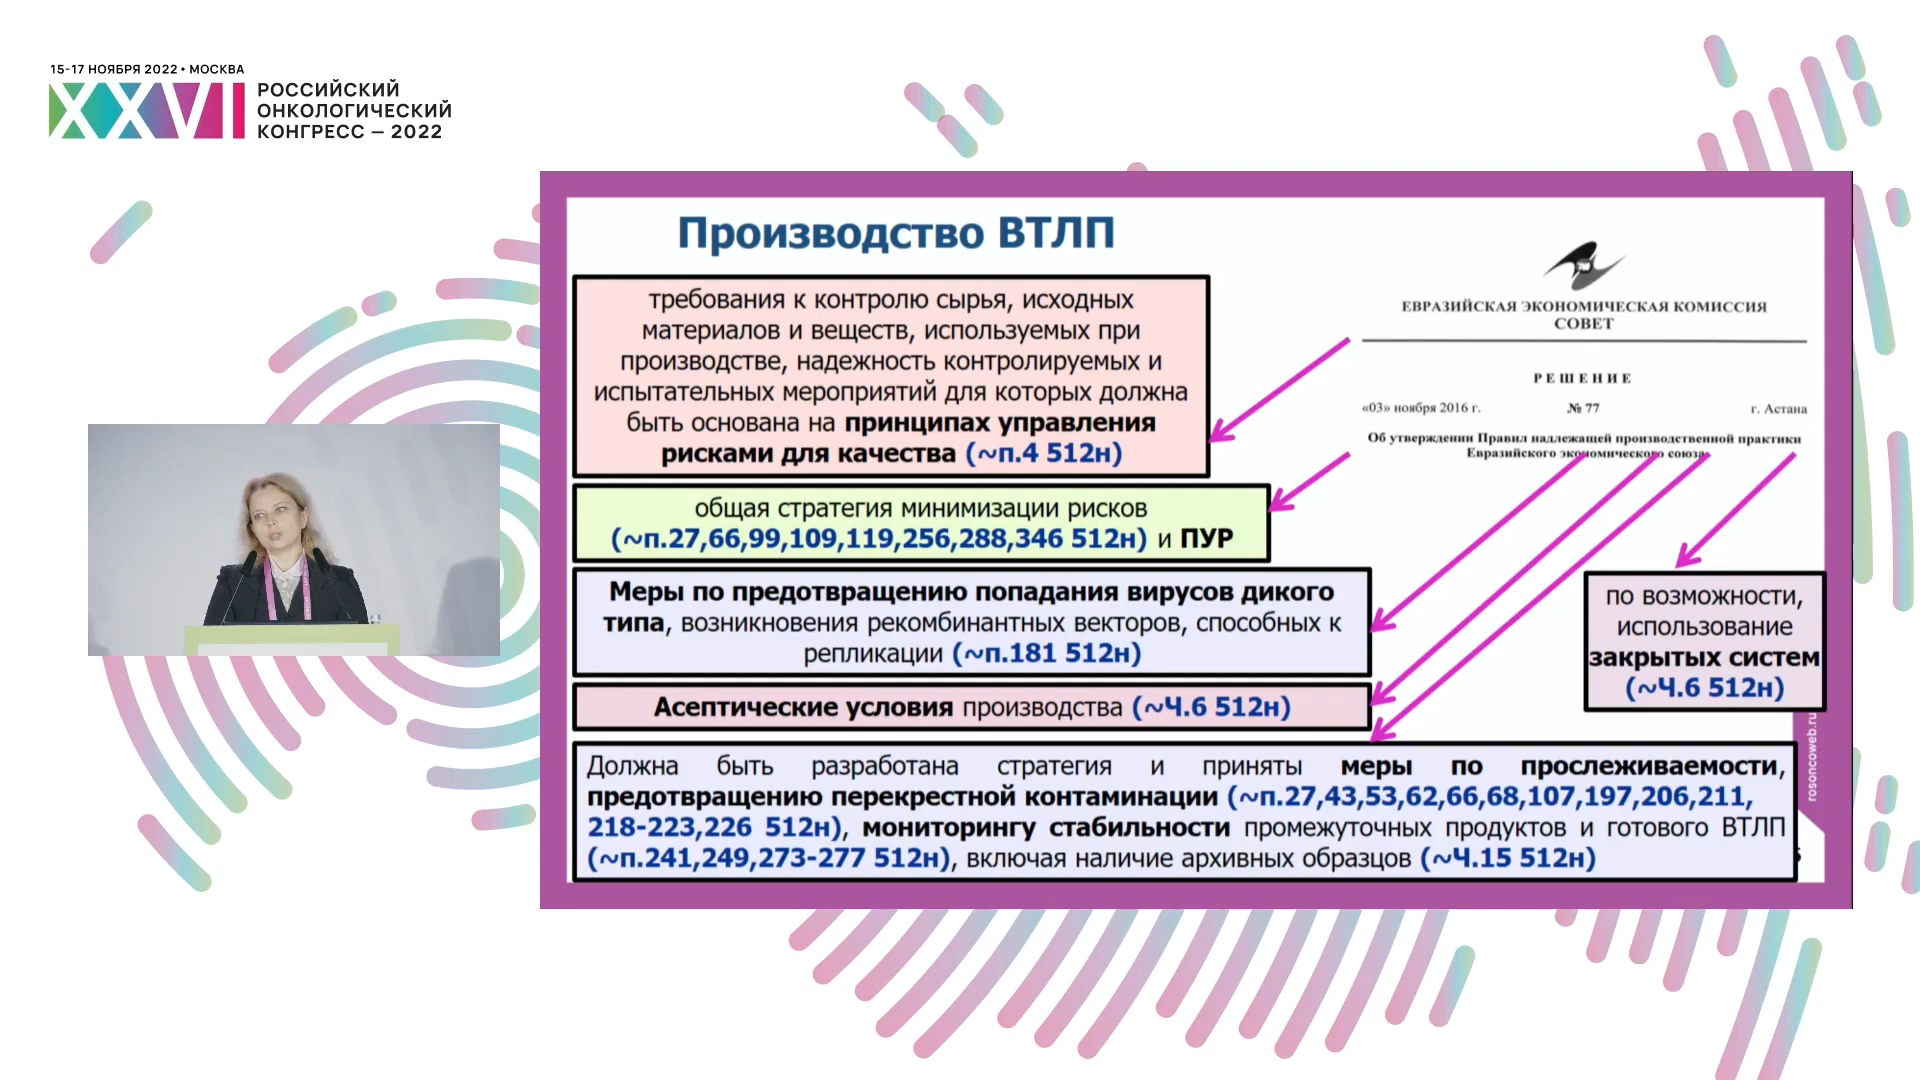 15-17 НОЯБРЯ 2022 • МОСКВА
XXVI
РОССИЙСКИЙ
ОНКОЛОГИЧЕСКИЙ
КОНГРЕСС – 2022
Производство ВТЛП
требования к контролю сырья, исходных
материалов и веществ, используемых при
производстве, надежность контролируемых и
испытательных мероприятий для которых должна
быть основана на принципах управления
рисками для качества (~п.4 512н)
общая стратегия минимизации рисков
(~п.27,66,99,109,119,256,288,346 512н) и ПУР
Меры по предотвращению попадания вирусов дикого
типа, возникновения рекомбинантных векторов, способных к
репликации (~п.181 512н)
Асептические условия производства (~Ч.6 512н)
Должна быть разработана стратегия и приняты меры по прослеживаемости,
предотвращению перекрестной контаминации (~п.27,43,53,62,66,68,107,197,206,211,
218-223,226 512н), мониторингу стабильности промежуточных продуктов и готового ВТЛП
(~п.241,249,273-277 512н), включая наличие архивных образцов (~Ч.15 512н)
ЕВРАЗИЙСКАЯ ЭКОНОМИЧЕСКАЯ КОМИССИЯ
СОВЕТ
РЕШЕНИЕ
«03» ноября 2016 г. № 77 г. Астана
Об утверждении Правил надлежащей производственной практики
Евразийского экономического союза
по возможности,
использование
закрытых систем
(~Ч.6 512н)
rosoncoweb.ru